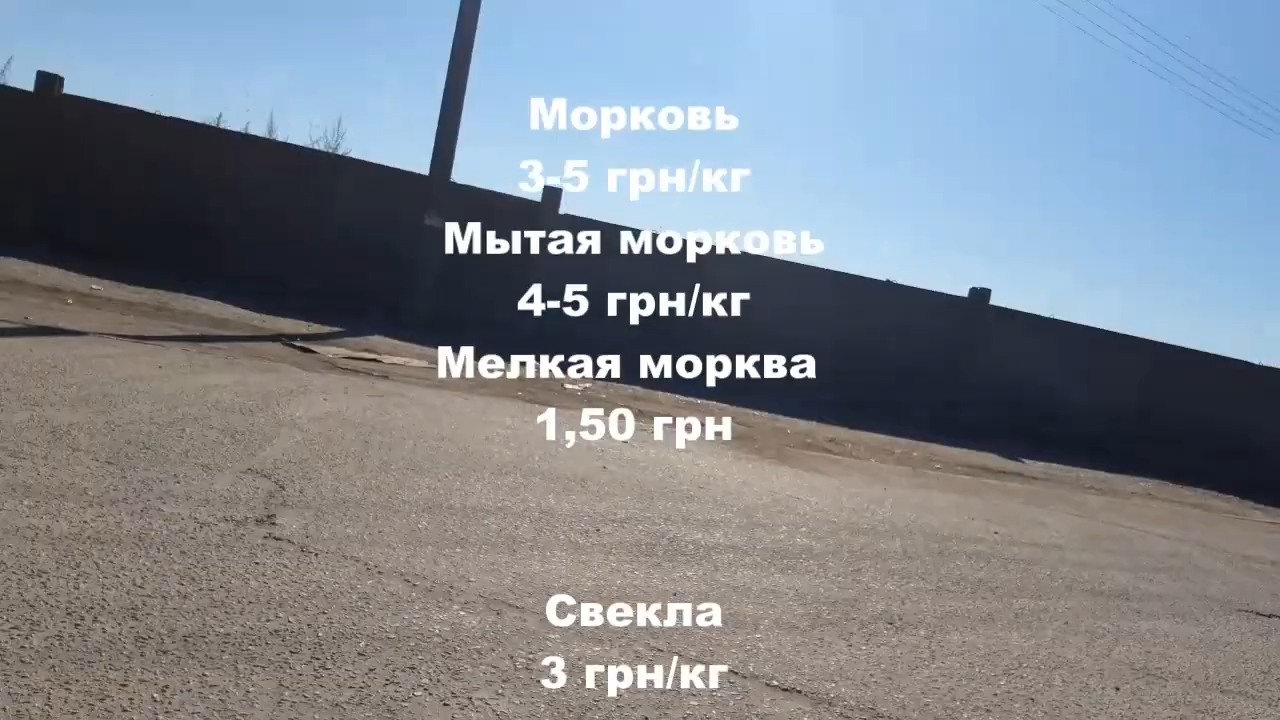 Морковь
3-5 грн/кг
Мытая морковь
4-5 грн/кг
Мелкая морква
1,50 грн
Свекла
3 грн/кг